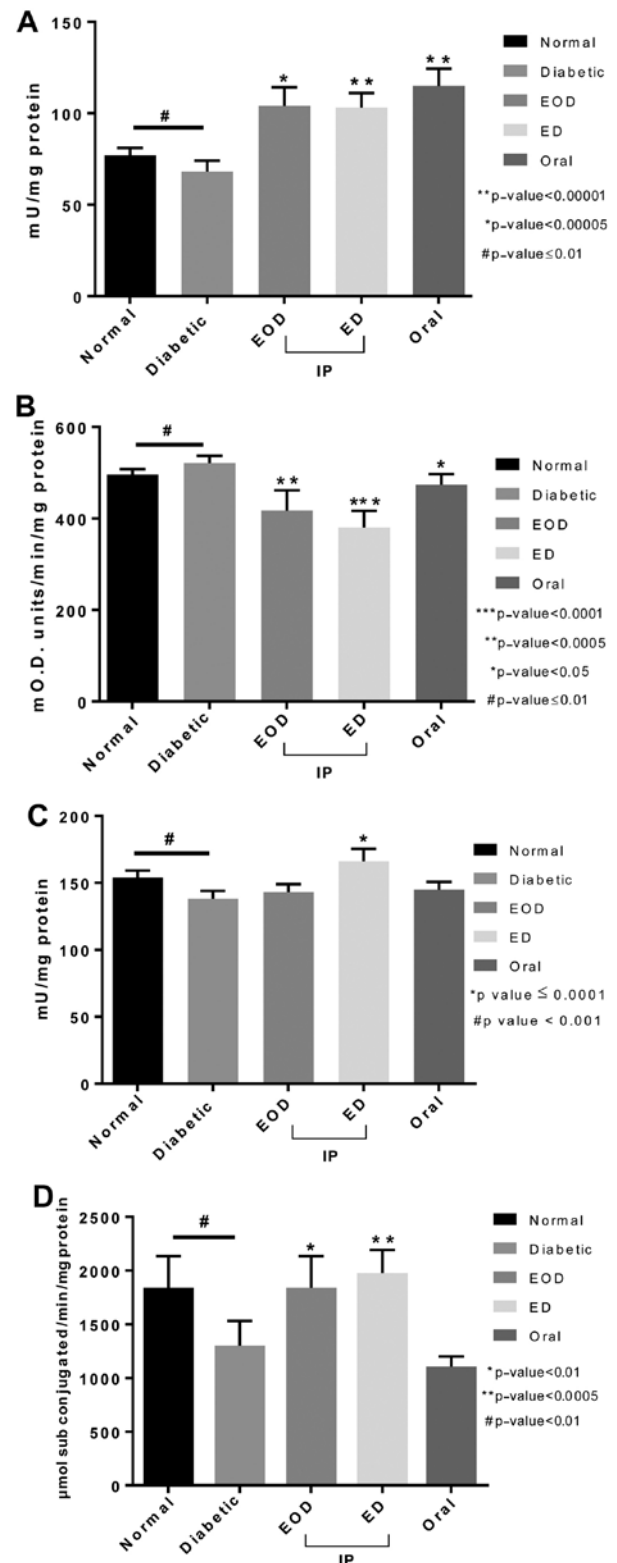 A
mU/mg protein
150
100
50
0
#
*
**
**
Normal
Diabetic
EOD
ED
Oral
IP
Normal
Diabetic
EOD
ED
Oral
**p-value<0.00001
*p-value<0.00005
#p-value≤0.01
B
mO.D. units/min/mg protein
600
400
200
0
#
**
***
*
Normal
Diabetic
EOD
ED
Oral
IP
Normal
Diabetic
EOD
ED
Oral
***p-value<0.0001
**p-value<0.0005
*p-value<0.05
#p-value≤0.01
C
mU/mg protein
200
150
100
50
0
#
*
Normal
Diabetic
EOD
ED
Oral
IP
Normal
Diabetic
EOD
ED
Oral
*p value ≤ 0.0001
#p value < 0.001
D
µmol sub conjugated/min/mgprotein
2500
2000
1500
1000
500
0
#
*
**
Normal
Diabetic
EOD
ED
Oral
IP
Normal
Diabetic
EOD
ED
Oral
*p-value<0.01
**p-value<0.0005
#p-value<0.01